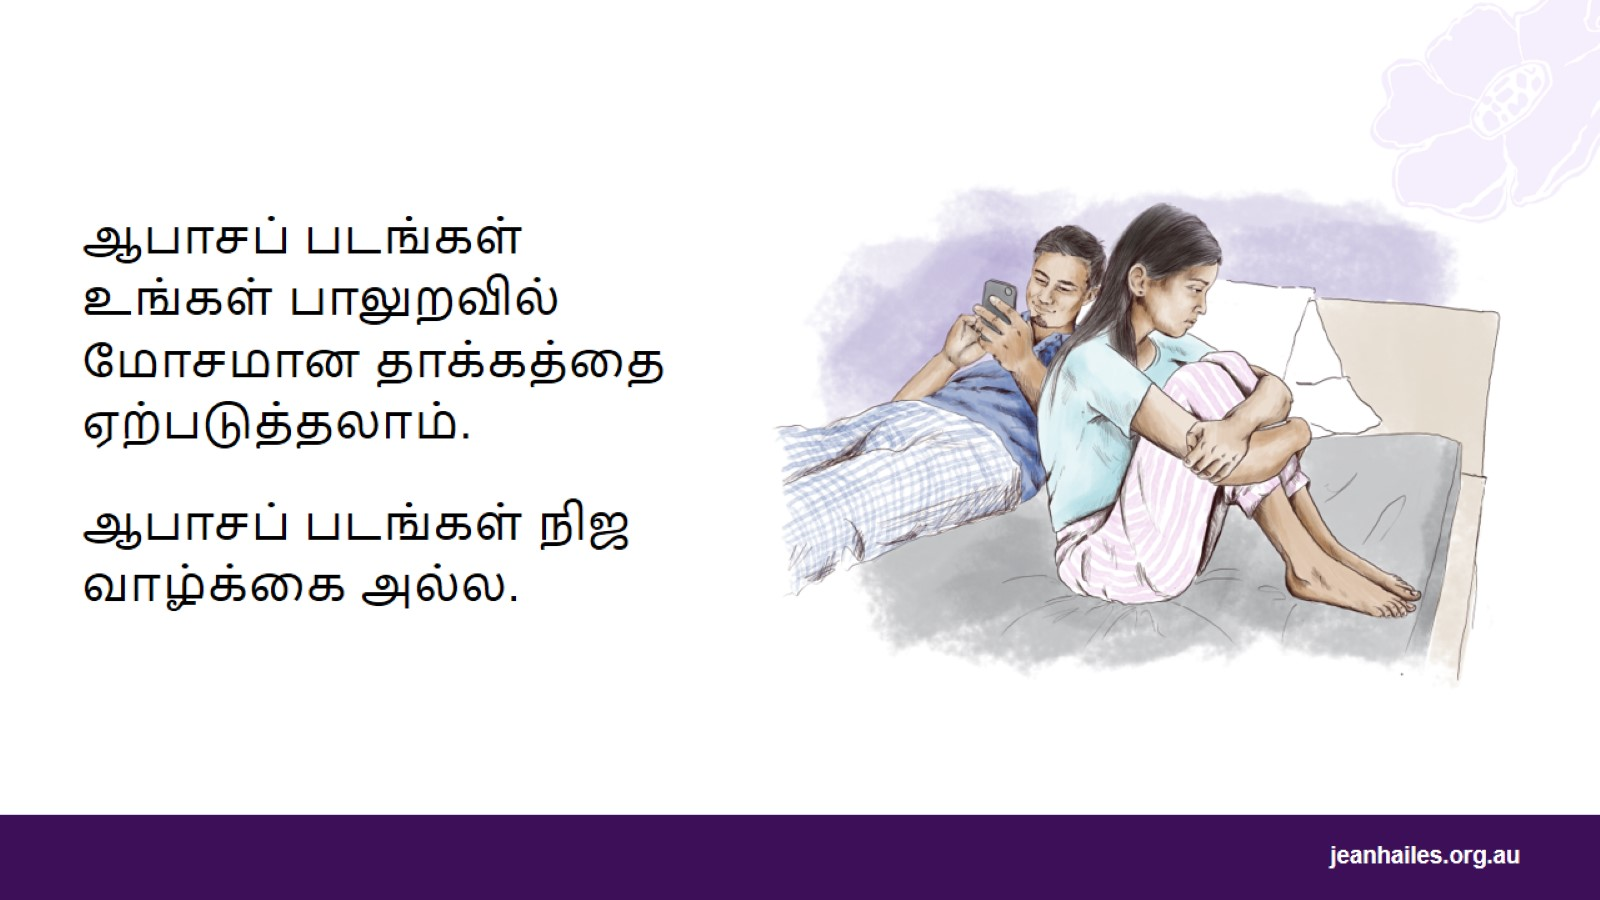 ஆபாசப் படங்கள்
உங்கள் பாலுறவில்
மோசமான தாக்கத்தை
ஏற்படுத்தலாம்.
ஆபாசப் படங்கள் நிஜ
வாழ்க்கை அல்ல.
jeanhailes.org.au